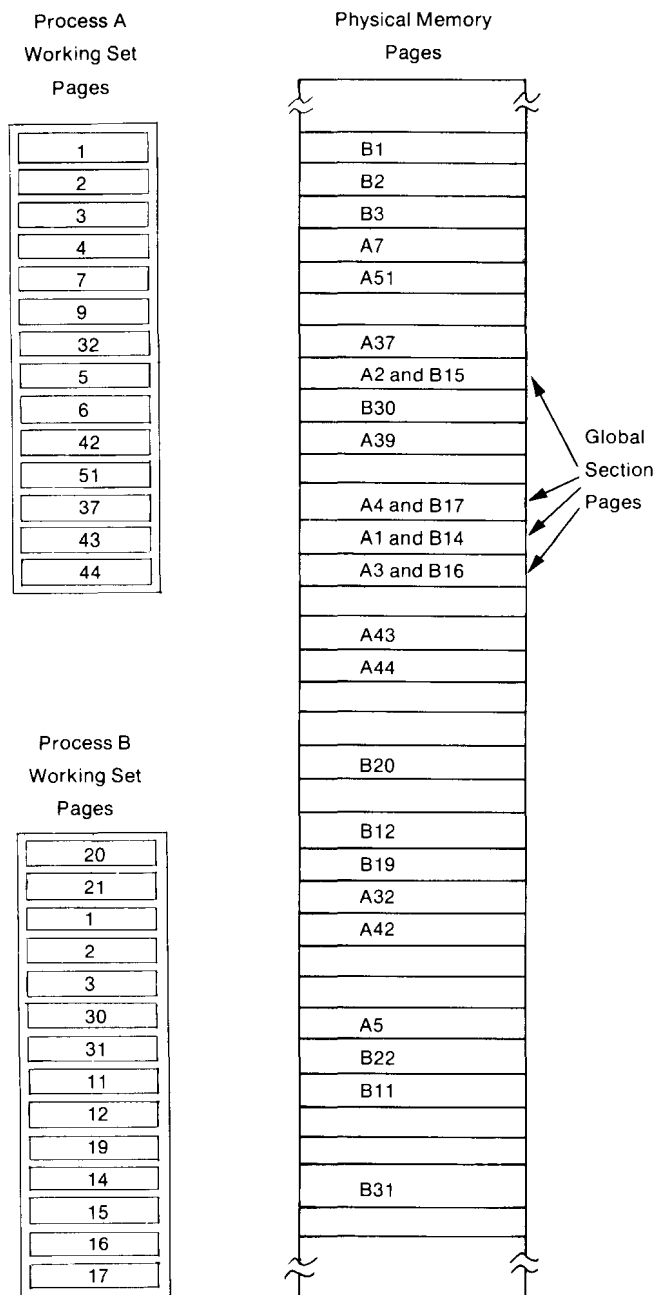 Process A
Working Set
Pages
1
2
3
4
7
9
32
5
6
42
51
37
43
44
Process B
Working Set
Pages
20
21
1
2
3
30
31
11
12
19
14
15
16
17
Physical Memory
Pages
B1
B2
B3
A7
A51
A37
A2 and B15
B30
A39
A4 and B17
A1 and B14
A3 and B16
A43
A44
B20
B12
B19
A32
A42
A5
B22
B11
B31
Global
Section
Pages